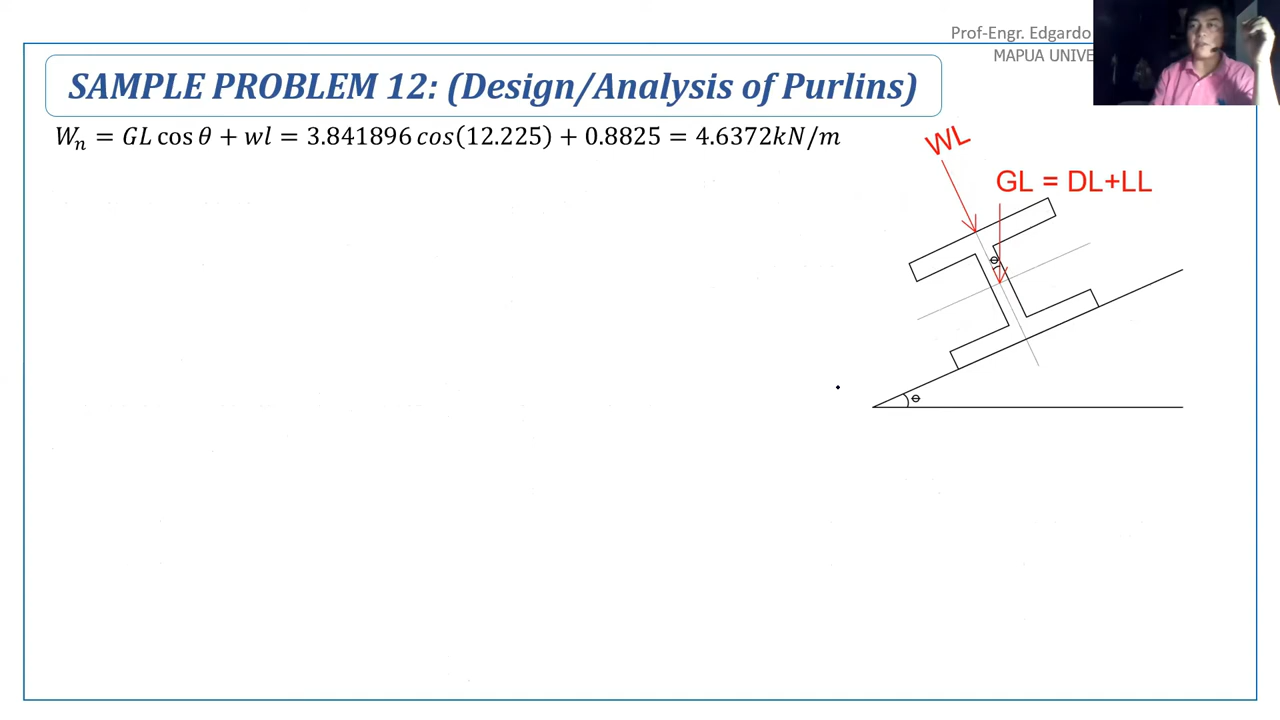 Prof-Engr. Edgardo
MAPUA UNIVE
SAMPLE PROBLEM 12: (Design/Analysis of Purlins)
Wₙ = GL cos θ + wl = 3.841896 cos(12.225) + 0.8825 = 4.6372kN/m
WL
GL = DL+LL
θ
θ